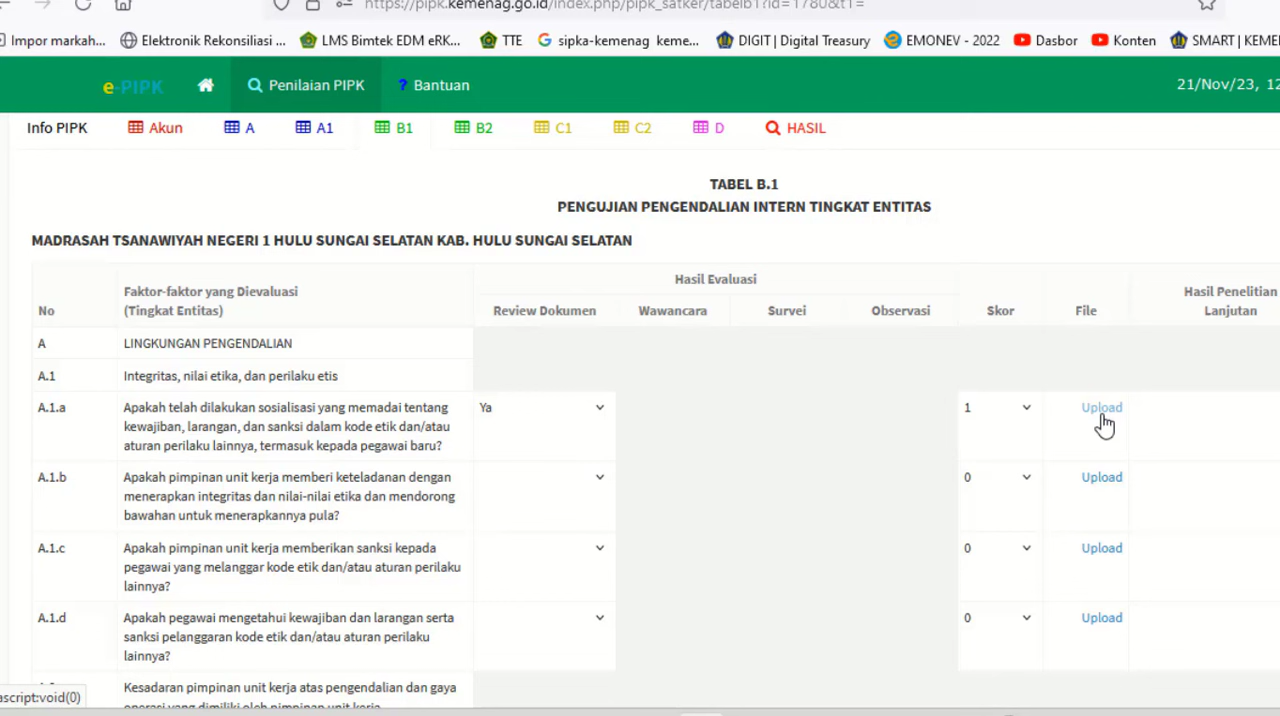 https://pipk.kemenag.go.id/index.php/pipk_satker/tabelb1?id=1780&t1=
Impor markah... Elektronik Rekonsiliasi ... LMS Bimtek EDM eRK... TTE sipka-kemenag keme... DIGIT | Digital Treasury EMONEV - 2022 Dasbor Konten SMART | KEME
e-PIPK Penilaian PIPK ? Bantuan 21/Nov/23, 12
Info PIPK Akun A A1 B1 B2 C1 C2 D HASIL
TABEL B.1
PENGUJIAN PENGENDALIAN INTERN TINGKAT ENTITAS
MADRASAH TSANAWIYAH NEGERI 1 HULU SUNGAI SELATAN KAB. HULU SUNGAI SELATAN
No Faktor-faktor yang Dievaluasi (Tingkat Entitas) Hasil Evaluasi Skor File Hasil Penelitian Lanjutan
Review Dokumen Wawancara Survei Observasi
A LINGKUNGAN PENGENDALIAN
A.1 Integritas, nilai etika, dan perilaku etis
A.1.a Apakah telah dilakukan sosialisasi yang memadai tentang Ya 1 Upload
kewajiban, larangan, dan sanksi dalam kode etik dan/atau
aturan perilaku lainnya, termasuk kepada pegawai baru?
A.1.b Apakah pimpinan unit kerja memberi keteladanan dengan 0 Upload
menerapkan integritas dan nilai-nilai etika dan mendorong
bawahan untuk menerapkannya pula?
A.1.c Apakah pimpinan unit kerja memberikan sanksi kepada 0 Upload
pegawai yang melanggar kode etik dan/atau aturan perilaku
lainnya?
A.1.d Apakah pegawai mengetahui kewajiban dan larangan serta 0 Upload
sanksi pelanggaran kode etik dan/atau aturan perilaku
lainnya?
Kesadaran pimpinan unit kerja atas pengendalian dan gaya
operasi yang dimiliki oleh pimpinan unit kerja
ascript:void(0)